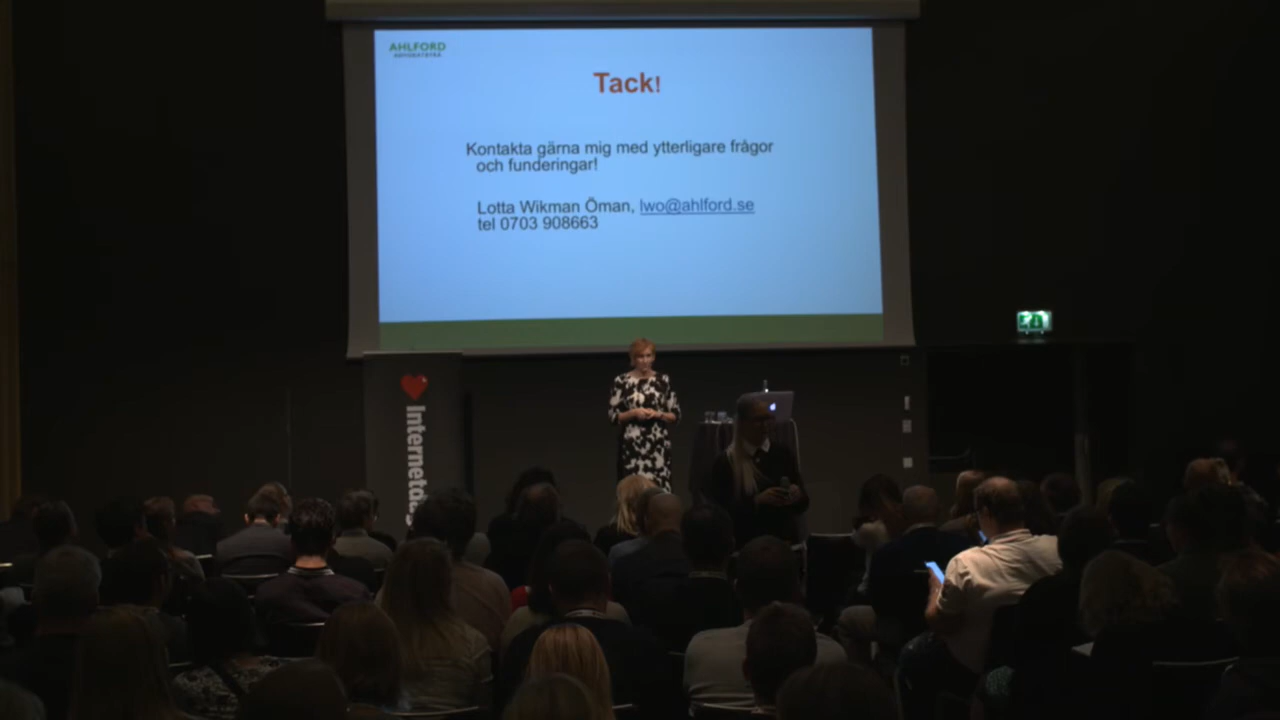 AHLFORD
ADVOKATBYRÅ
Tack!
Kontakta gärna mig med ytterligare frågor
och funderingar!
Lotta Wikman Öman, lwo@ahlford.se
tel 0703 908663
Internetda